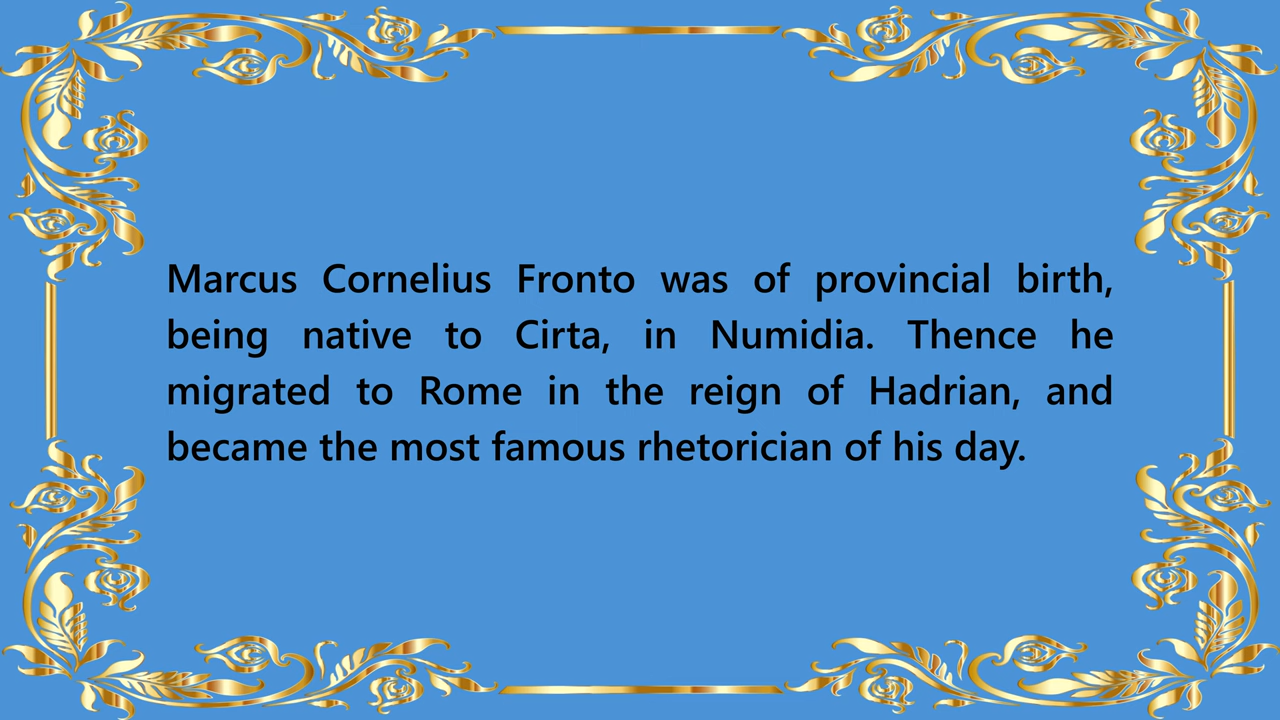 Marcus Cornelius Fronto was of provincial birth,
being native to Cirta, in Numidia. Thence he
migrated to Rome in the reign of Hadrian, and
became the most famous rhetorician of his day.